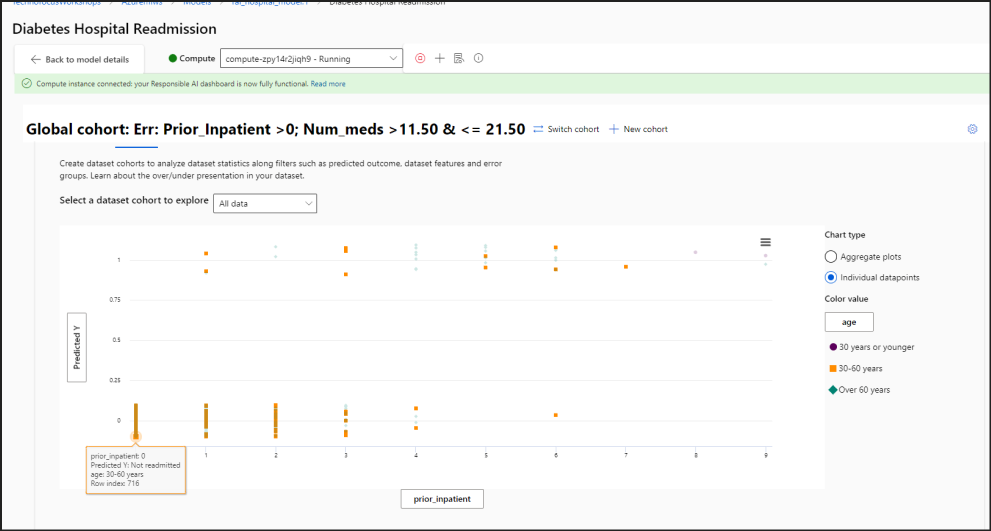 TechnofocusWorkshops > Azuremlws > Models > rai_hospital_model:1 > Diabetes Hospital Readmission
Diabetes Hospital Readmission
Back to model details
Compute
compute-zpy14r2jiqh9 - Running
Compute instance connected: your Responsible AI dashboard is now fully functional. Read more
Global cohort: Err: Prior_Inpatient >0; Num_meds >11.50 & <= 21.50
Switch cohort
New cohort
Create dataset cohorts to analyze dataset statistics along filters such as predicted outcome, dataset features and error
groups. Learn about the over/under presentation in your dataset.
Select a dataset cohort to explore
All data
Predicted Y
1
0.75
0.5
0.25
0
1 2 3 4 5 6 7 8 9
prior_inpatient: 0
Predicted Y: Not readmitted
age: 30-60 years
Row index: 716
prior_inpatient
Chart type
Aggregate plots
Individual datapoints
Color value
age
30 years or younger
30-60 years
Over 60 years